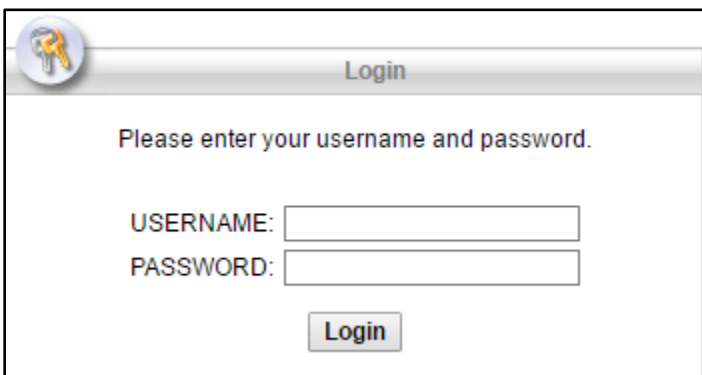 Login
Please enter your username and password.
USERNAME:
PASSWORD:
Login